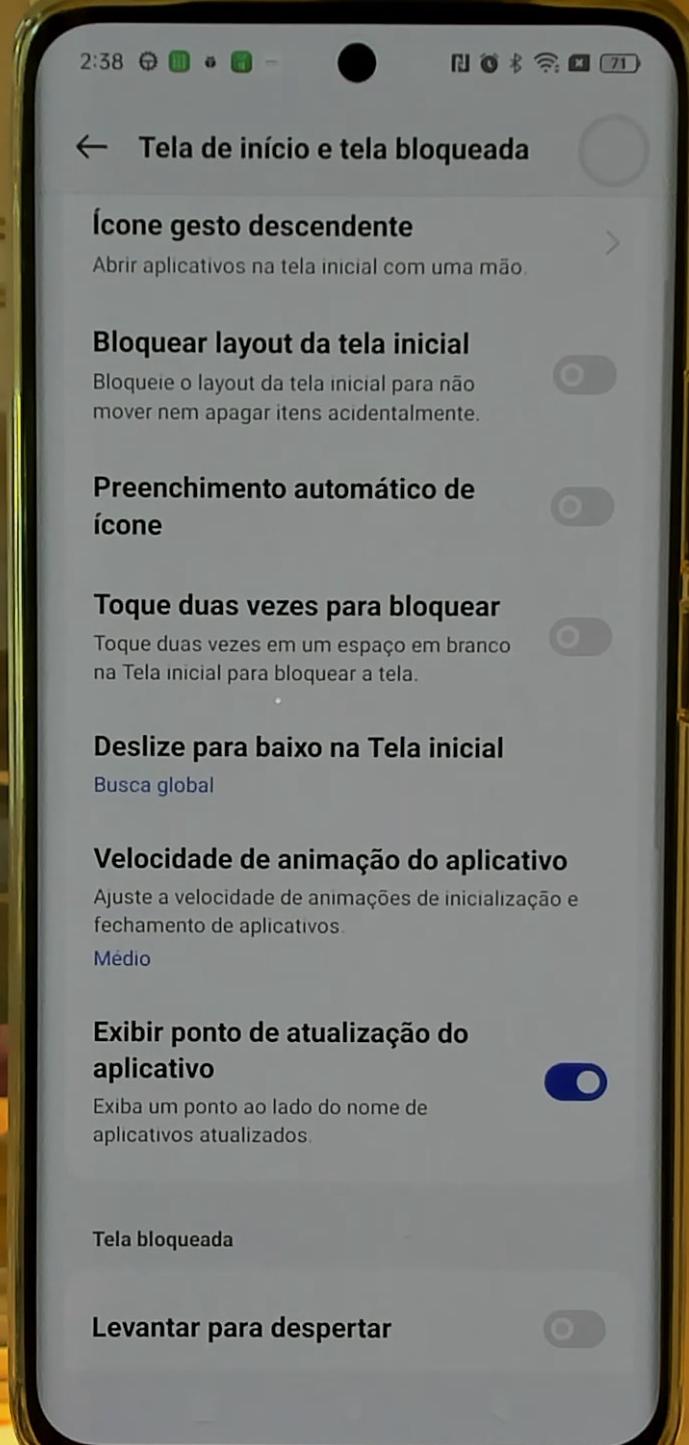 2:38
71
Tela de início e tela bloqueada
Ícone gesto descendente
Abrir aplicativos na tela inicial com uma mão.
Bloquear layout da tela inicial
Bloqueie o layout da tela inicial para não
mover nem apagar itens acidentalmente.
Preenchimento automático de
ícone
Toque duas vezes para bloquear
Toque duas vezes em um espaço em branco
na Tela inicial para bloquear a tela.
Deslize para baixo na Tela inicial
Busca global
Velocidade de animação do aplicativo
Ajuste a velocidade de animações de inicialização e
fechamento de aplicativos.
Médio
Exibir ponto de atualização do
aplicativo
Exiba um ponto ao lado do nome de
aplicativos atualizados.
Tela bloqueada
Levantar para despertar